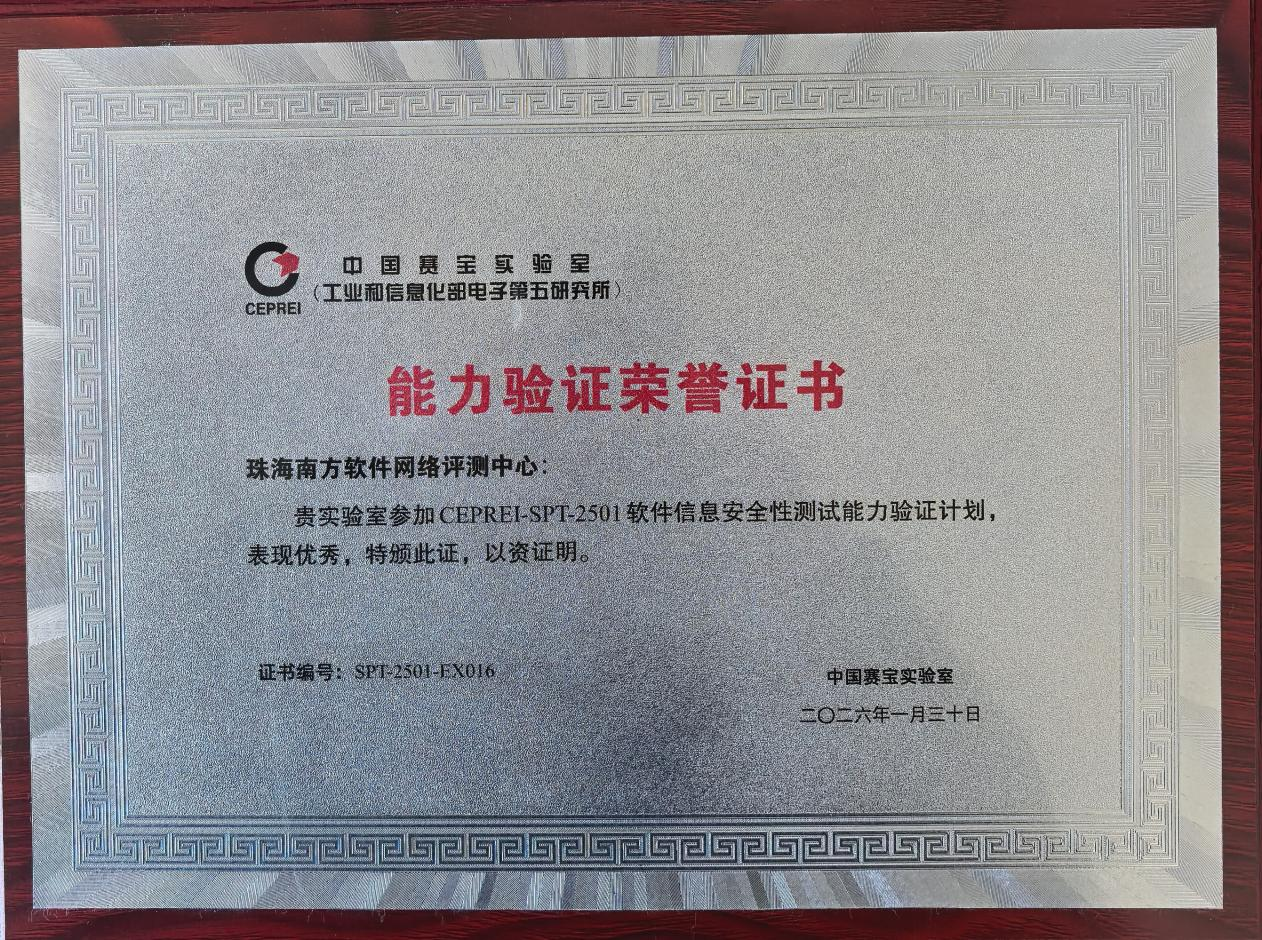 中国赛宝实验室
CEPREI
（工业和信息化部电子第五研究所）
能力验证荣誉证书
珠海南方软件网络评测中心：
贵实验室参加CEPREI-SPT-2501软件信息安全性测试能力验证计划，
表现优秀，特颁此证，以资证明。
证书编号：SPT-2501-EX016
中国赛宝实验室
二〇二六年一月三十日